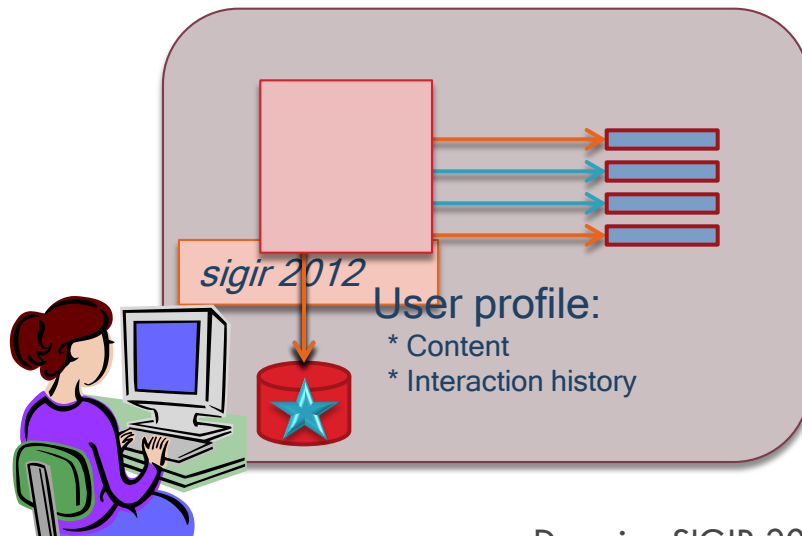 sigir 2012
User profile:
* Content
* Interaction history